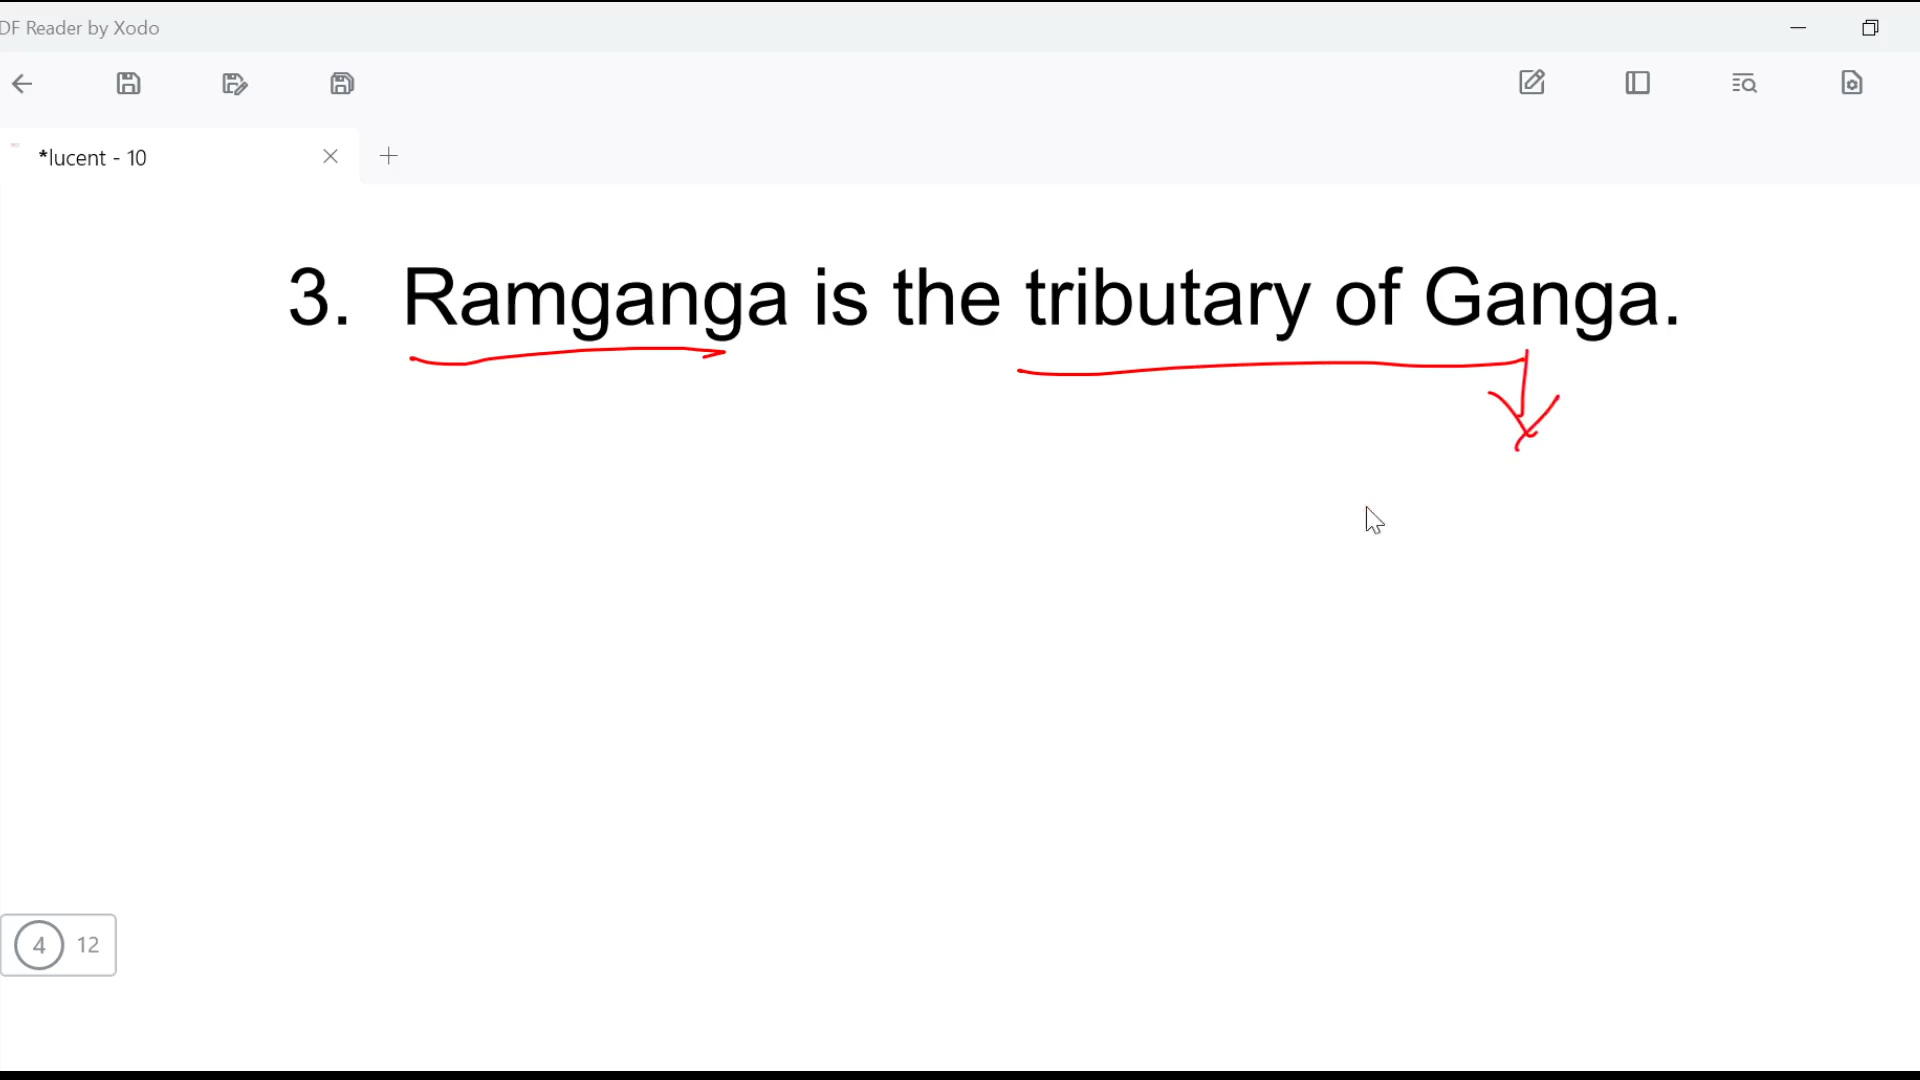 DF Reader by Xodo
*lucent - 10
3. Ramganga is the tributary of Ganga.
4 12